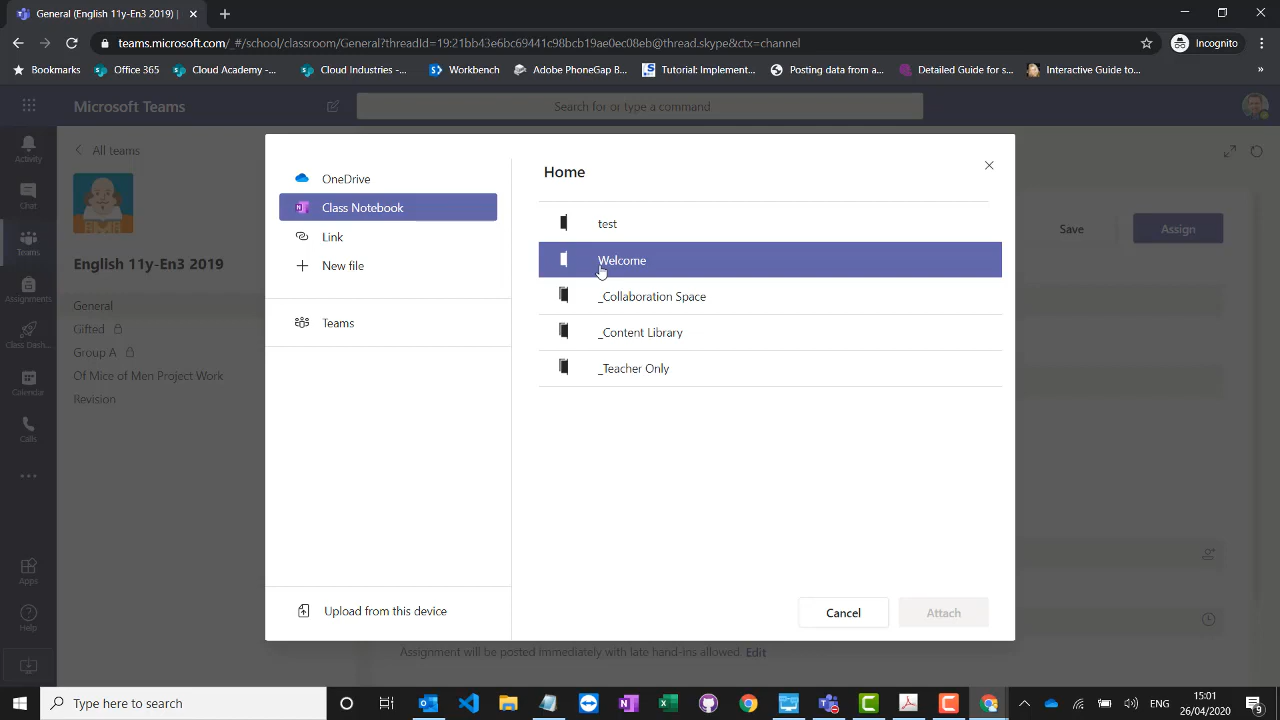 General (English 11y-En3 2019) |
teams.microsoft.com/_#/school/classroom/General?threadId=19:21bb43e6bc69441c98bcb19ae0ec08eb@thread.skype&ctx=channel
Incognito
Bookmarks
Office 365
Cloud Academy -...
Cloud Industries -...
Workbench
Adobe PhoneGap B...
Tutorial: Implemen...
Posting data from a...
Detailed Guide for s...
Interactive Guide to...
»
Microsoft Teams
Search for or type a command
Activity
Chat
Teams
Assignments
Class Dash...
Calendar
Calls
Apps
Help
All teams
English 11y-En3 2019
General
Gifted
Group A
Of Mice of Men Project Work
Revision
OneDrive
Class Notebook
Link
New file
Teams
Upload from this device
Home
test
Welcome
_Collaboration Space
_Content Library
_Teacher Only
Cancel
Attach
Save
Assign
Assignment will be posted immediately with late hand-ins allowed. Edit
Type here to search
ENG
15:01
26/04/2020
9